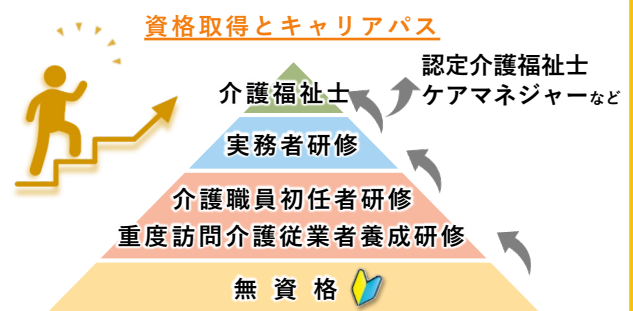 資格取得とキャリアパス
認定介護福祉士
ケアマネジャーなど
介護福祉士
実務者研修
介護職員初任者研修
重度訪問介護従業者養成研修
無資格